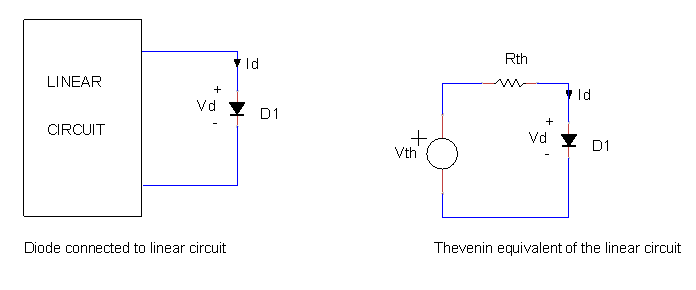 LINEAR
CIRCUIT
Id
+
Vd
-
D1
Diode connected to linear circuit
Rth
Id
+
Vd
-
D1
+
Vth
Thevenin equivalent of the linear circuit